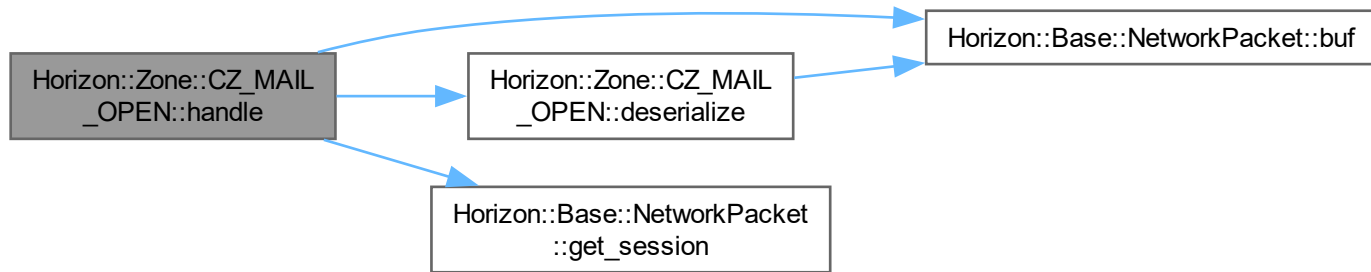 Horizon::Zone::CZ_MAIL
_OPEN::handle
Horizon::Zone::CZ_MAIL
_OPEN::deserialize
Horizon::Base::NetworkPacket::buf
Horizon::Base::NetworkPacket
::get_session